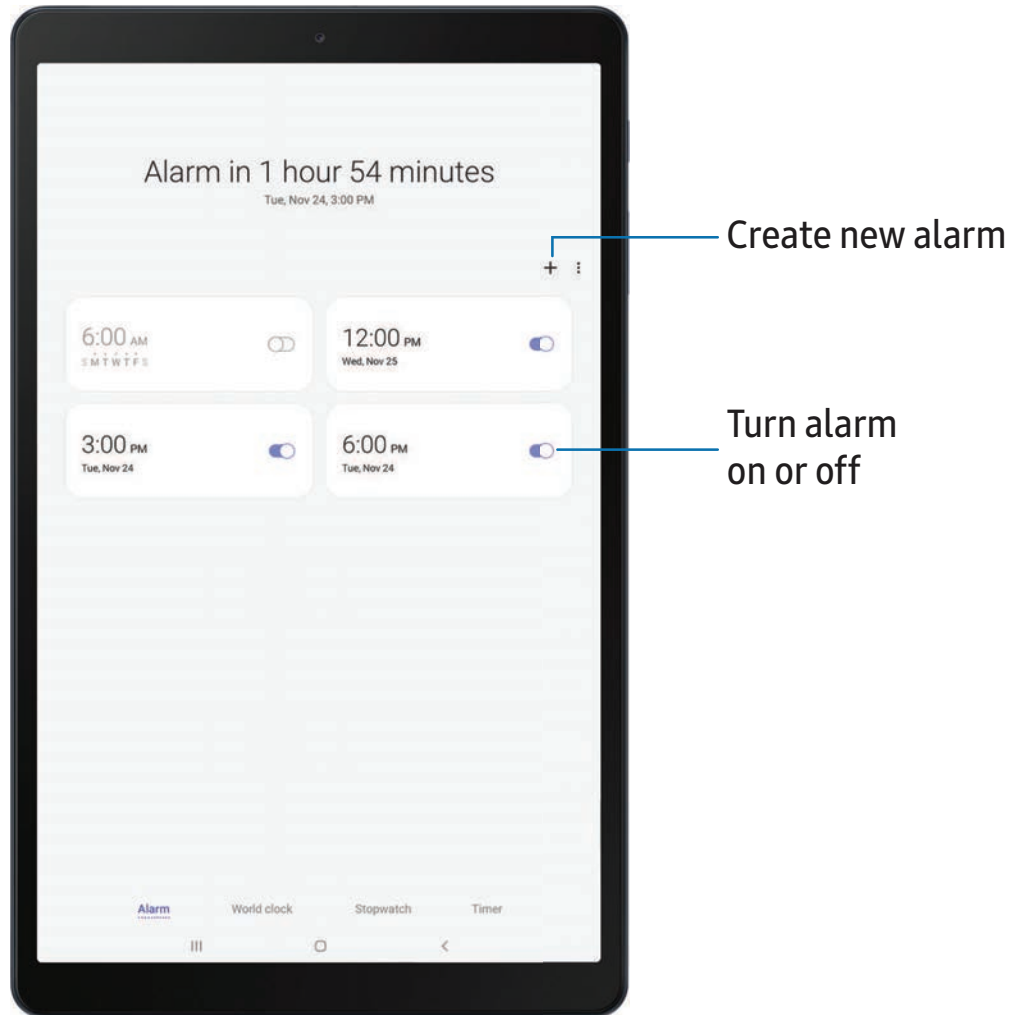 Alarm in 1 hour 54 minutes
Tue, Nov 24, 3:00 PM
Create new alarm
6:00 AM
S M T W T F S
12:00 PM
Wed, Nov 25
3:00 PM
Tue, Nov 24
6:00 PM
Tue, Nov 24
Turn alarm
on or off
Alarm World clock Stopwatch Timer